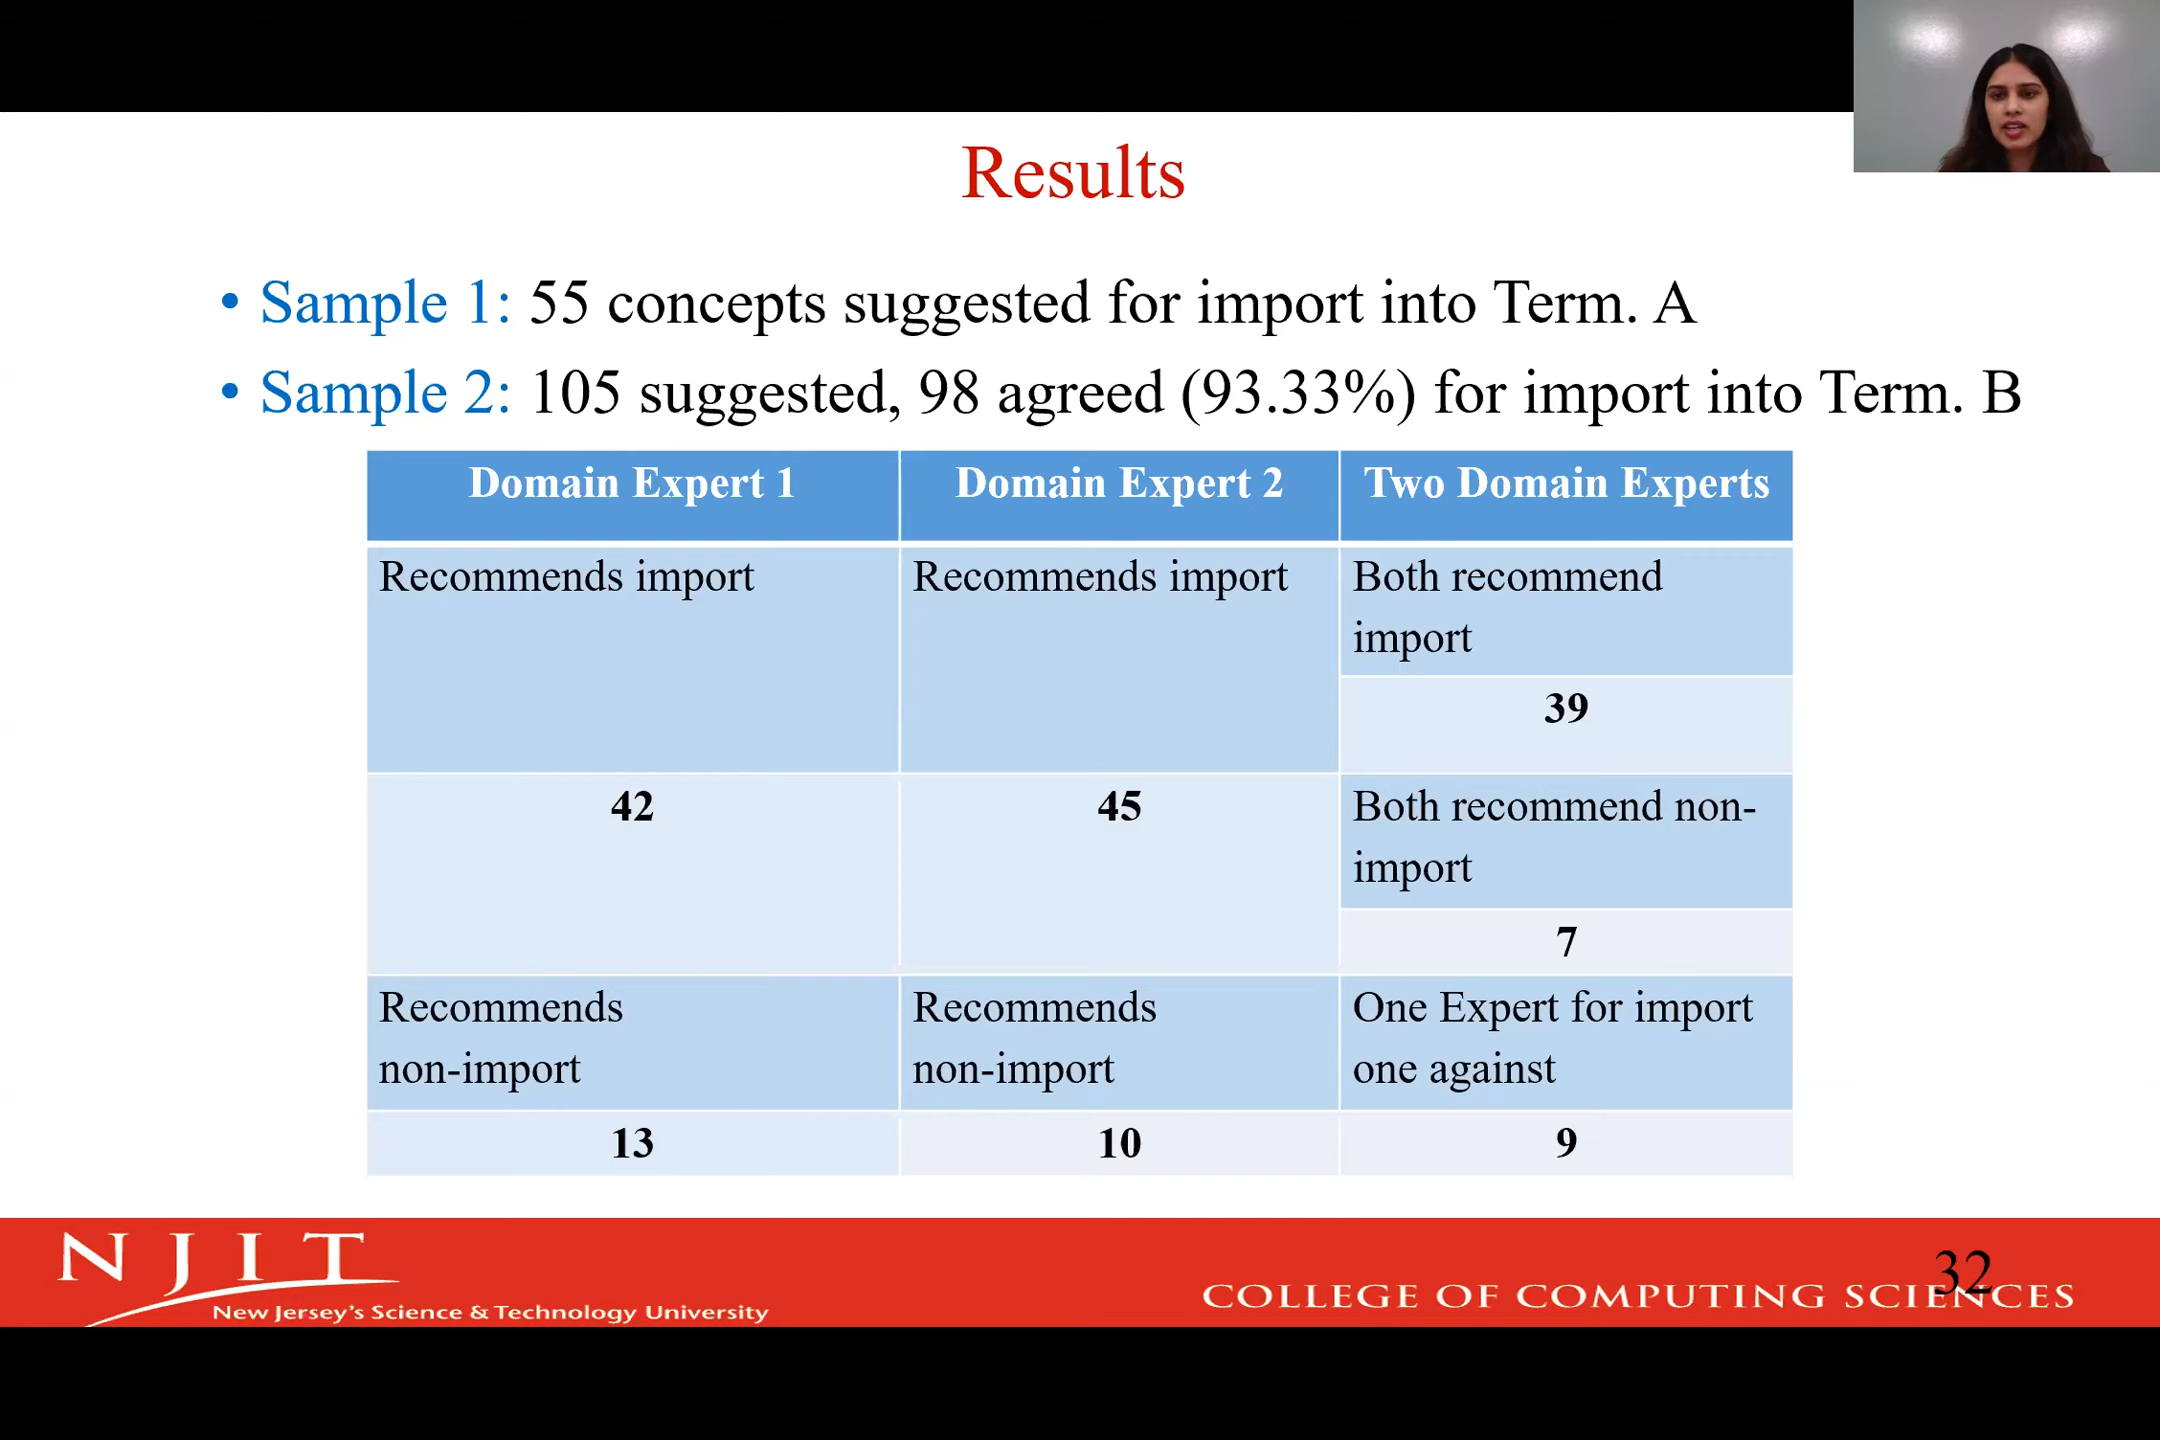 Results
• Sample 1: 55 concepts suggested for import into Term. A
• Sample 2: 105 suggested, 98 agreed (93.33%) for import into Term. B
Domain Expert 1
Domain Expert 2
Two Domain Experts
Recommends import
Recommends import
Both recommend
import
39
42
45
Both recommend non-
import
7
Recommends
non-import
Recommends
non-import
One Expert for import
one against
13
10
9
NJIT
New Jersey's Science & Technology University
COLLEGE OF COMPUTING SCIENCES
32